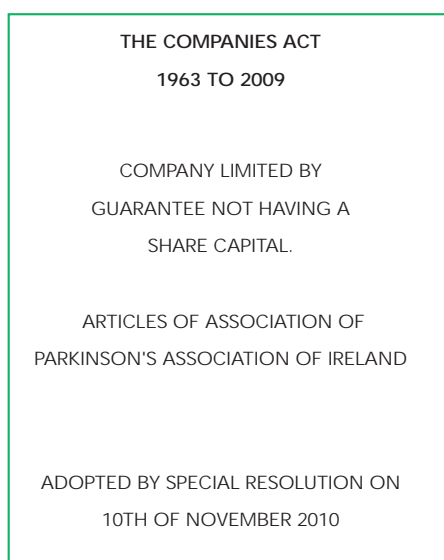 THE COMPANIES ACT
1963 TO 2009
COMPANY LIMITED BY
GUARANTEE NOT HAVING A
SHARE CAPITAL.
ARTICLES OF ASSOCIATION OF
PARKINSON'S ASSOCIATION OF IRELAND
ADOPTED BY SPECIAL RESOLUTION ON
10TH OF NOVEMBER 2010